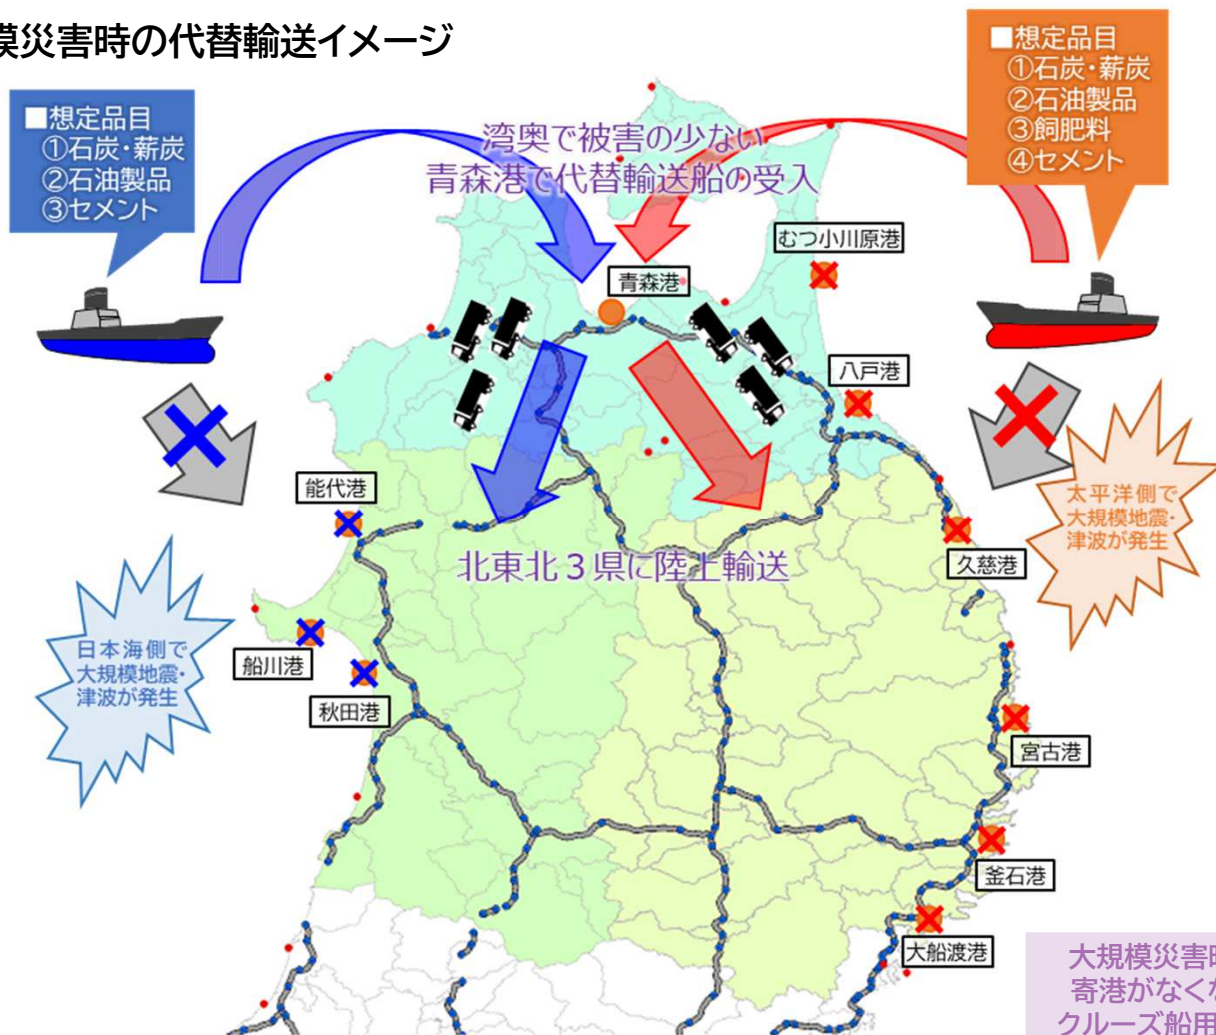 模災害時の代替輸送イメージ
■想定品目
①石炭・薪炭
②石油製品
③セメント
■想定品目
①石炭・薪炭
②石油製品
③飼肥料
④セメント
湾奥で被害の少ない
青森港で代替輸送船の受入
むつ小川原港
青森港
八戸港
能代港
太平洋側で
大規模地震・
津波が発生
久慈港
北東北3県に陸上輸送
日本海側で
大規模地震・
津波が発生
船川港
秋田港
宮古港
釜石港
大船渡港
大規模災害時
寄港がなくな
クルーズ船用